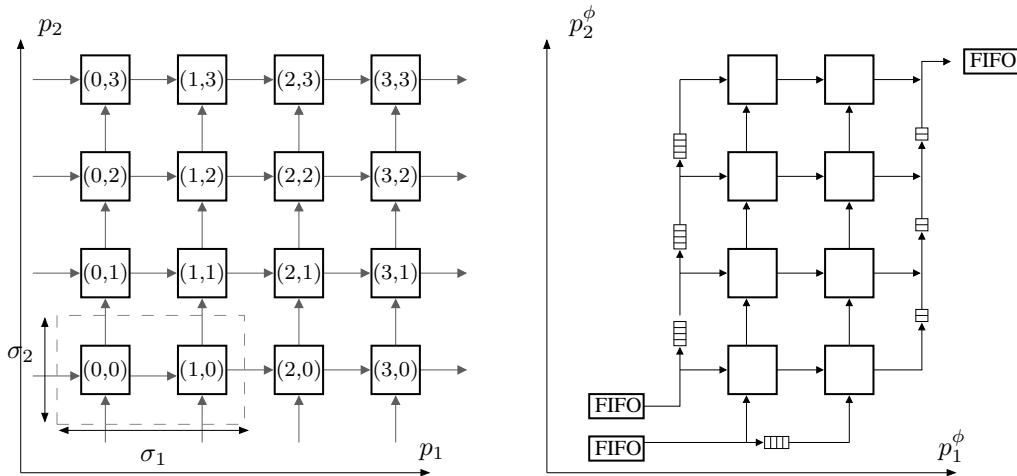 p₂
(0,3) (1,3) (2,3) (3,3)
(0,2) (1,2) (2,2) (3,2)
(0,1) (1,1) (2,1) (3,1)
σ₂
(0,0) (1,0) (2,0) (3,0)
σ₁
p₁
p₂^ϕ
FIFO
FIFO
FIFO
p₁^ϕ